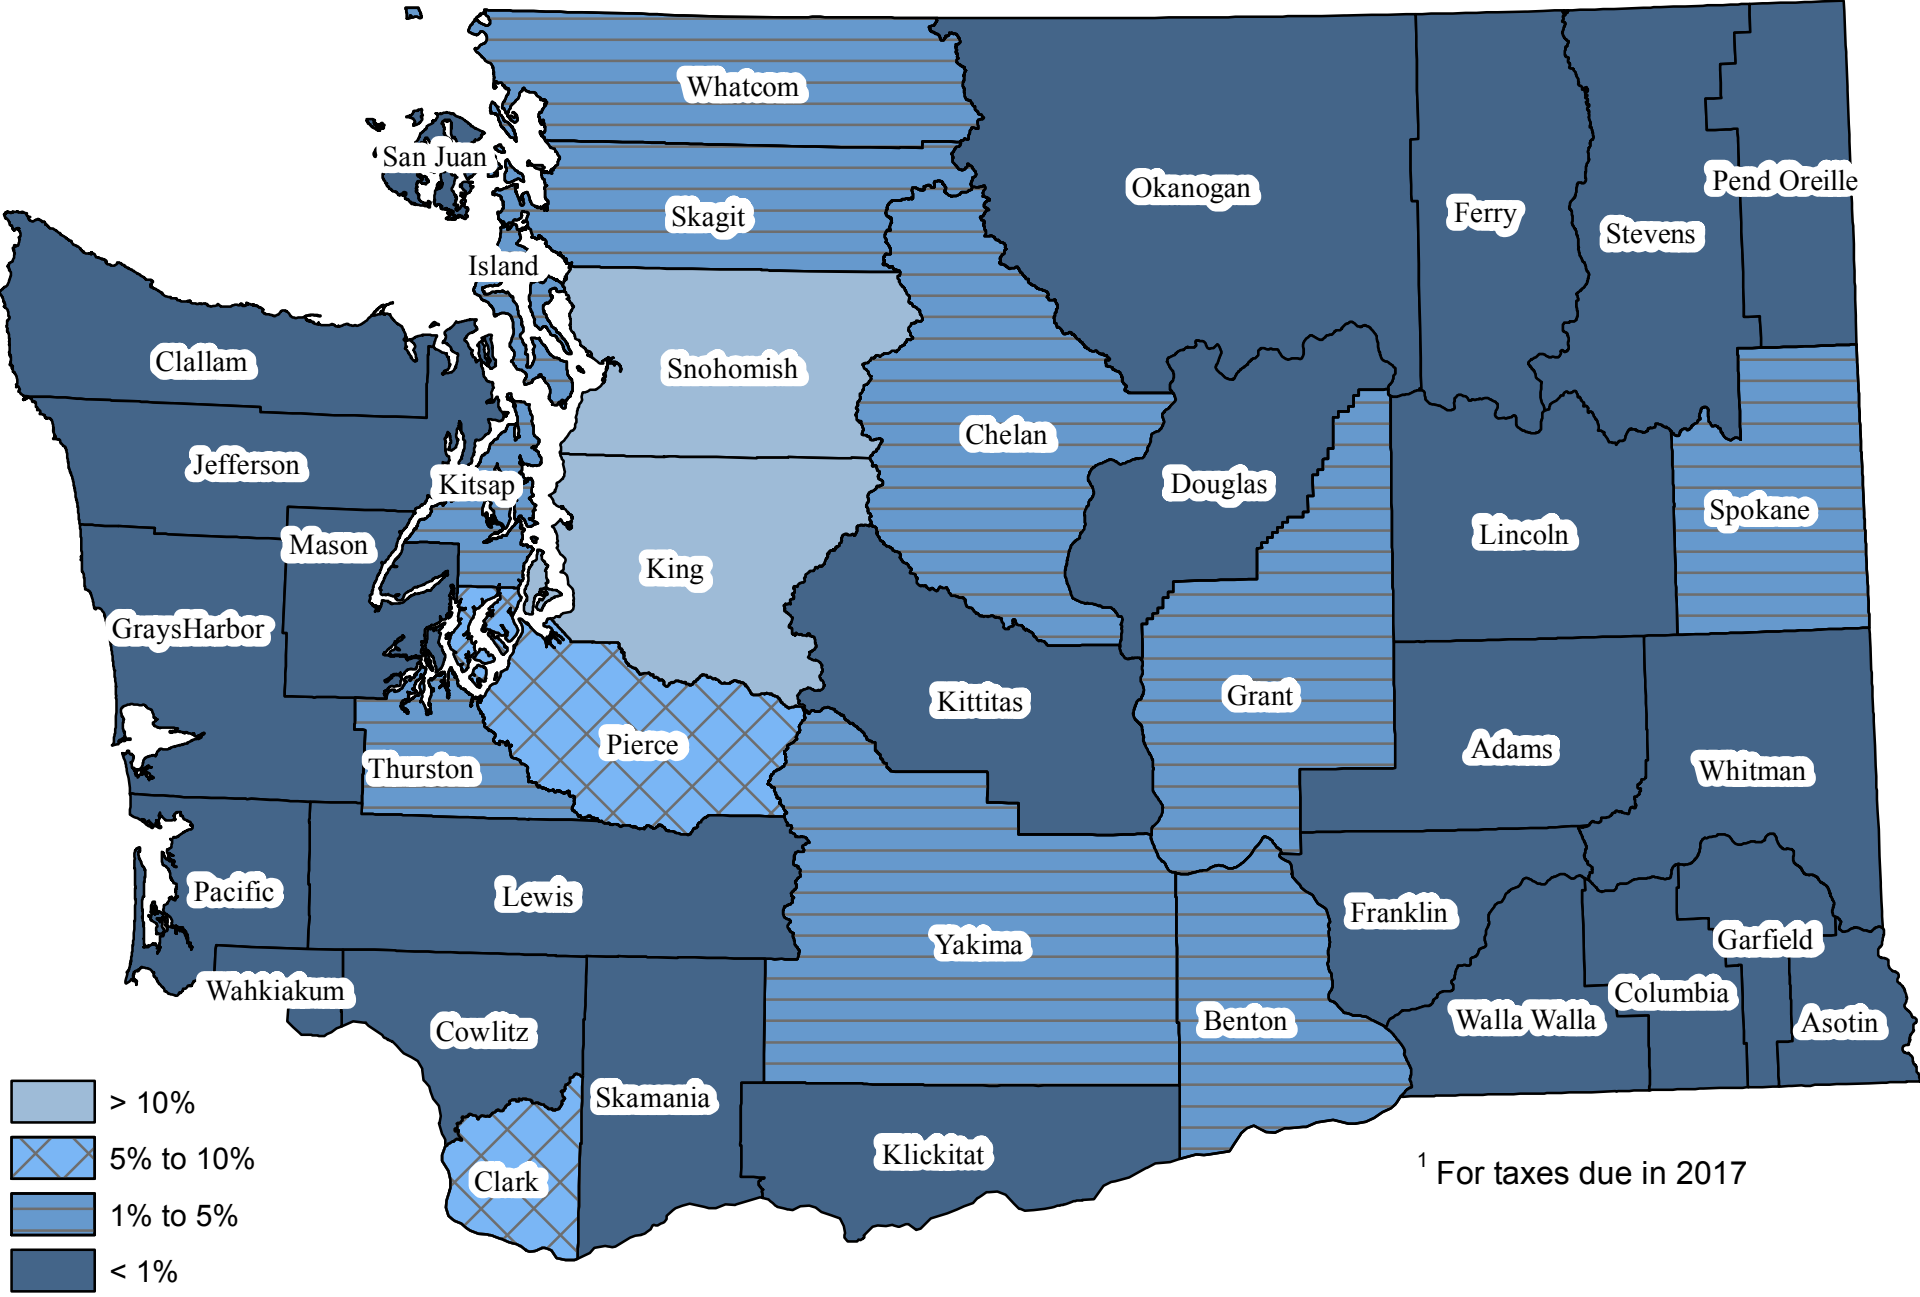 Whatcom
San Juan
Okanogan
Pend Oreille
Skagit
Ferry
Stevens
Island
Clallam
Snohomish
Chelan
Jefferson
Kitsap
Douglas
Spokane
Lincoln
Mason
King
GraysHarbor
Kittitas
Grant
Pierce
Adams
Thurston
Whitman
Pacific
Lewis
Franklin
Yakima
Garfield
Wahkiakum
Columbia
Cowlitz
Benton
Walla Walla
Asotin
Skamania
Klickitat
Clark
> 10%
5% to 10%
1% to 5%
< 1%
1 For taxes due in 2017